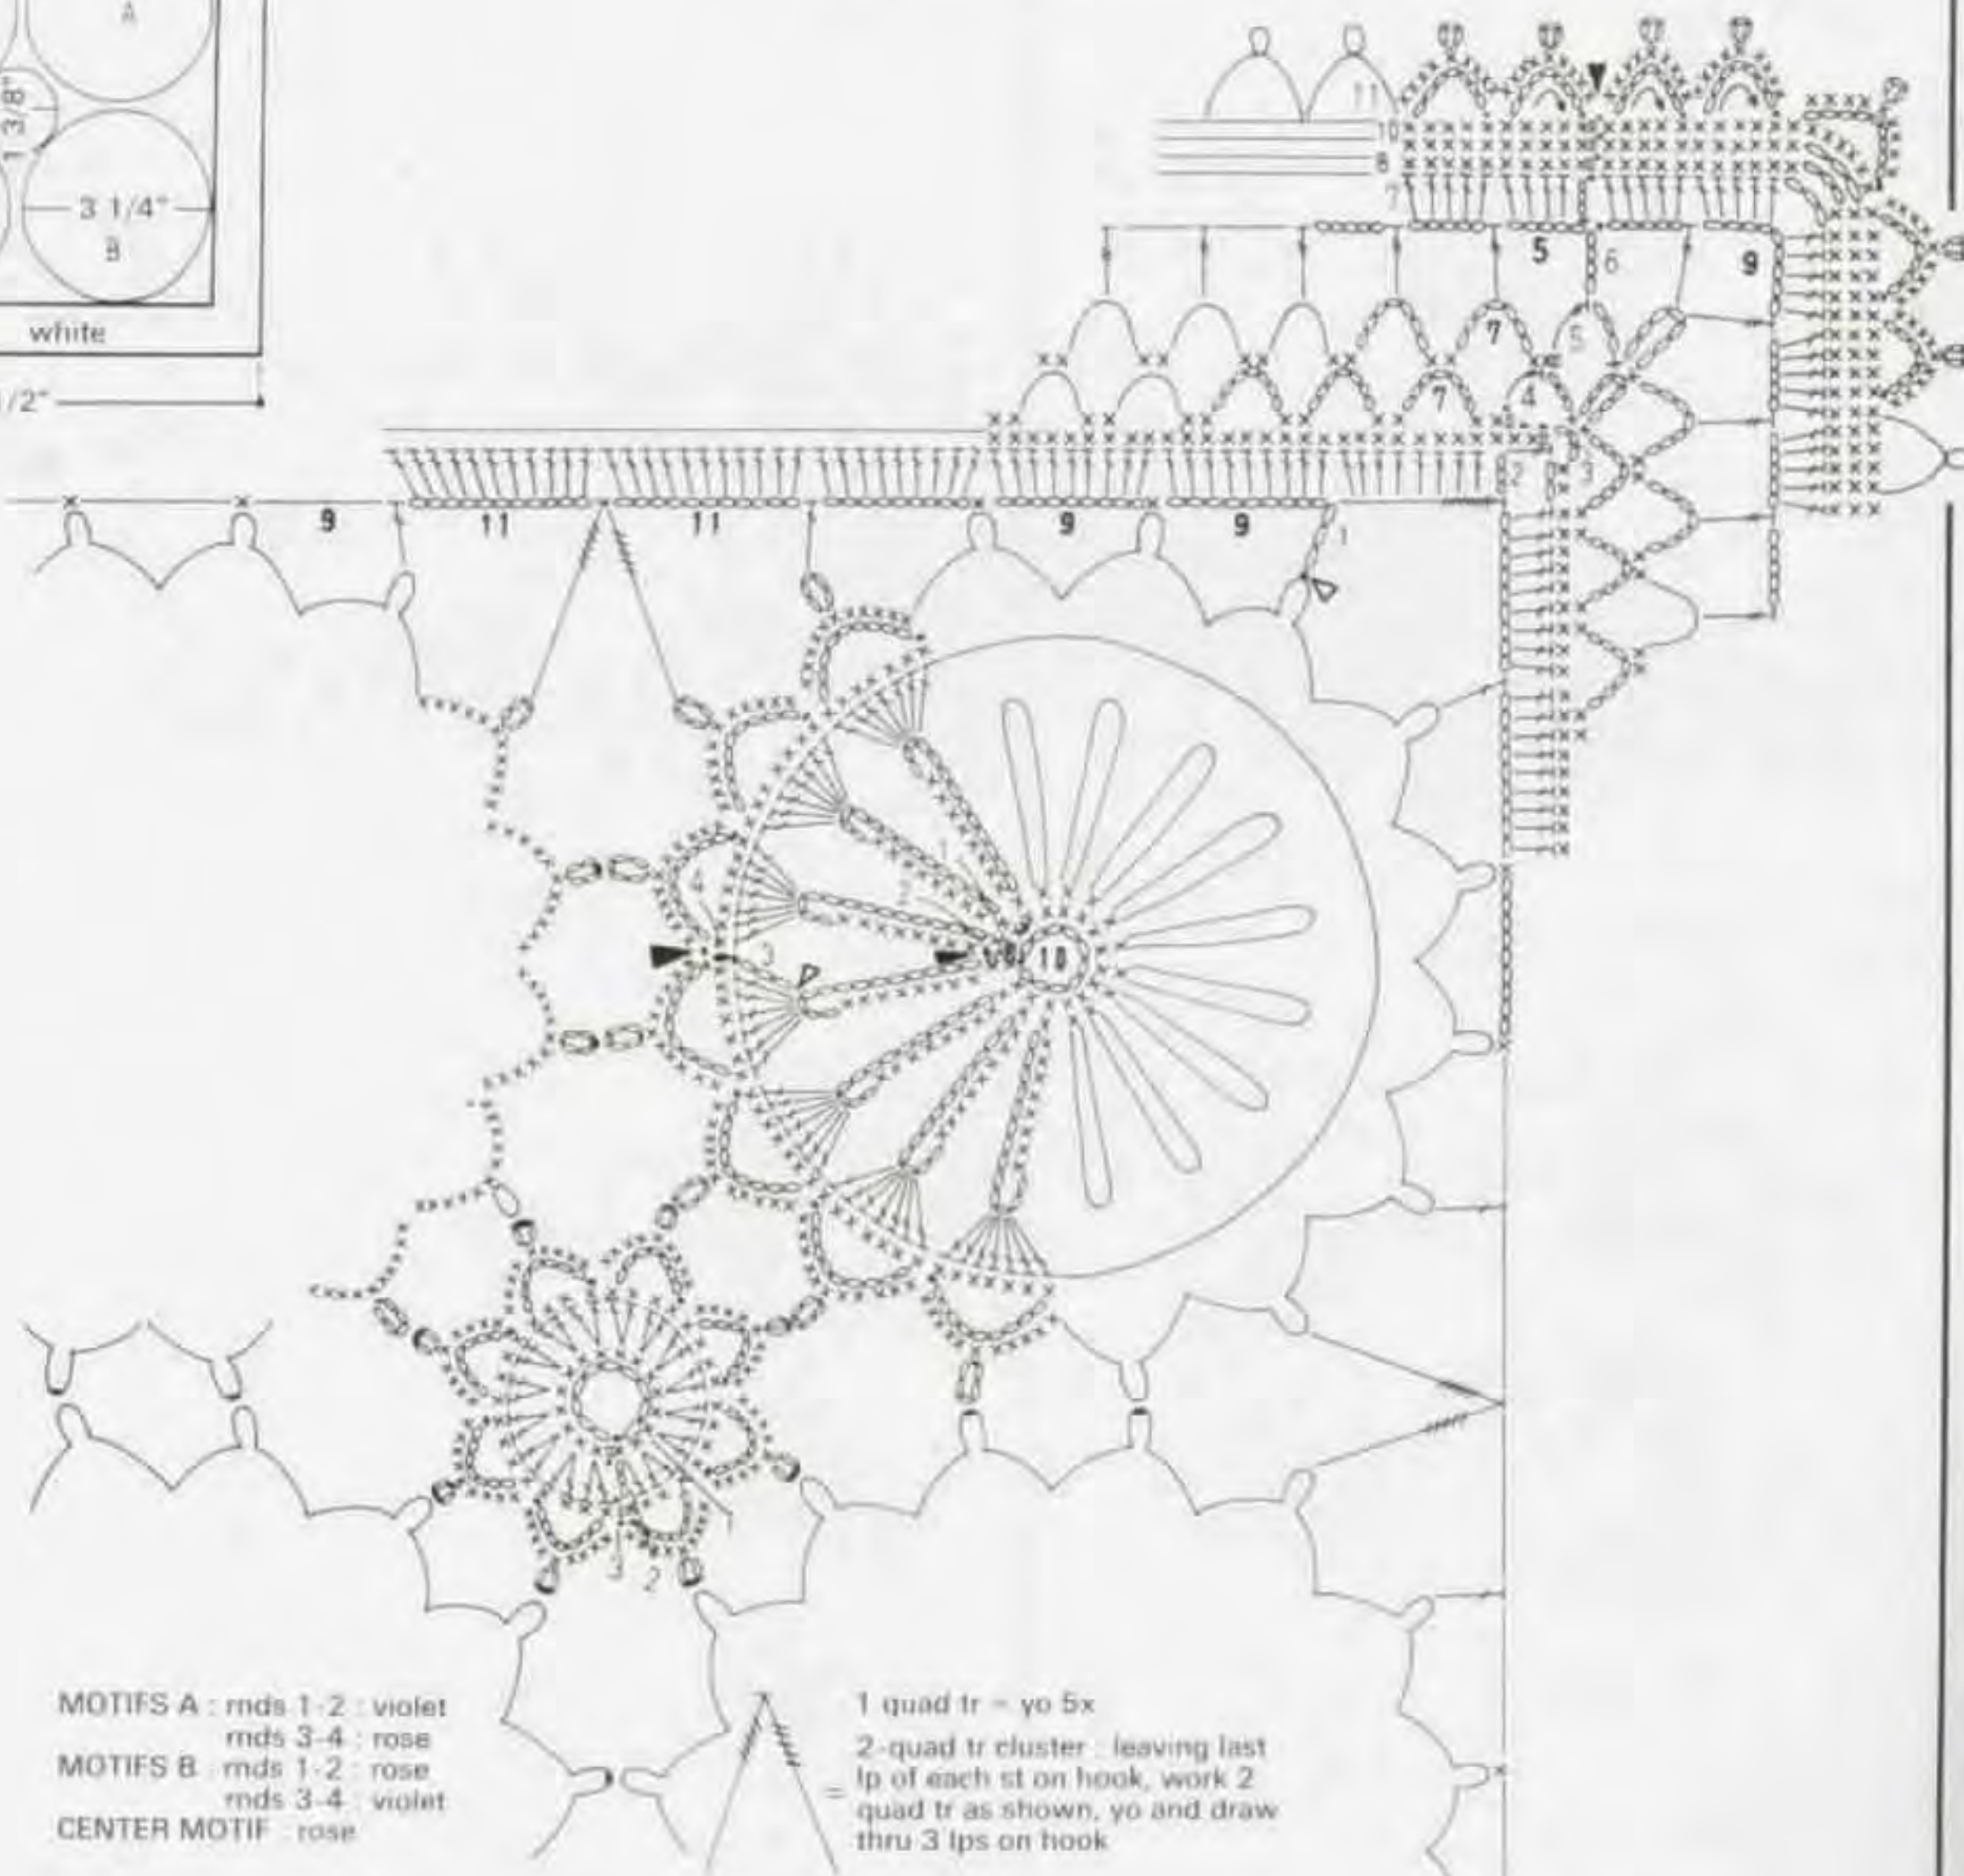 A
1 3/8"
3 1/4"
B
white
/2"
11
10
8
7
5
6
9
7
5
7
4
2
3
9
11
11
9
9
1
1
2
4
3
10
3
2
1
MOTIFS A : rnds 1-2 : violet
rnds 3-4 : rose
MOTIFS B rnds 1-2 : rose
rnds 3-4 : violet
CENTER MOTIF : rose
1 quad tr = yo 5x
2-quad tr cluster : leaving last
= lp of each st on hook, work 2
quad tr as shown, yo and draw
thru 3 lps on hook